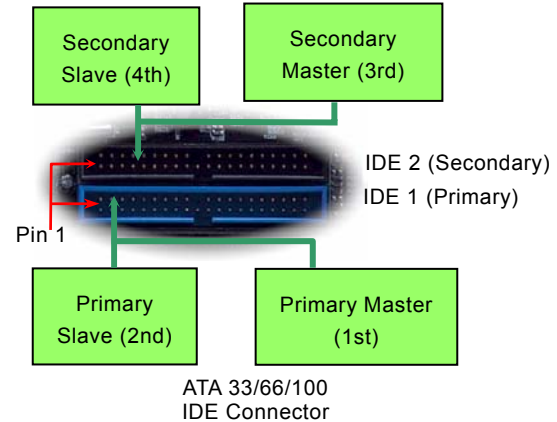 Secondary
Slave (4th)
Secondary
Master (3rd)
IDE 2 (Secondary)
IDE 1 (Primary)
Pin 1
Primary
Slave (2nd)
Primary Master
(1st)
ATA 33/66/100
IDE Connector